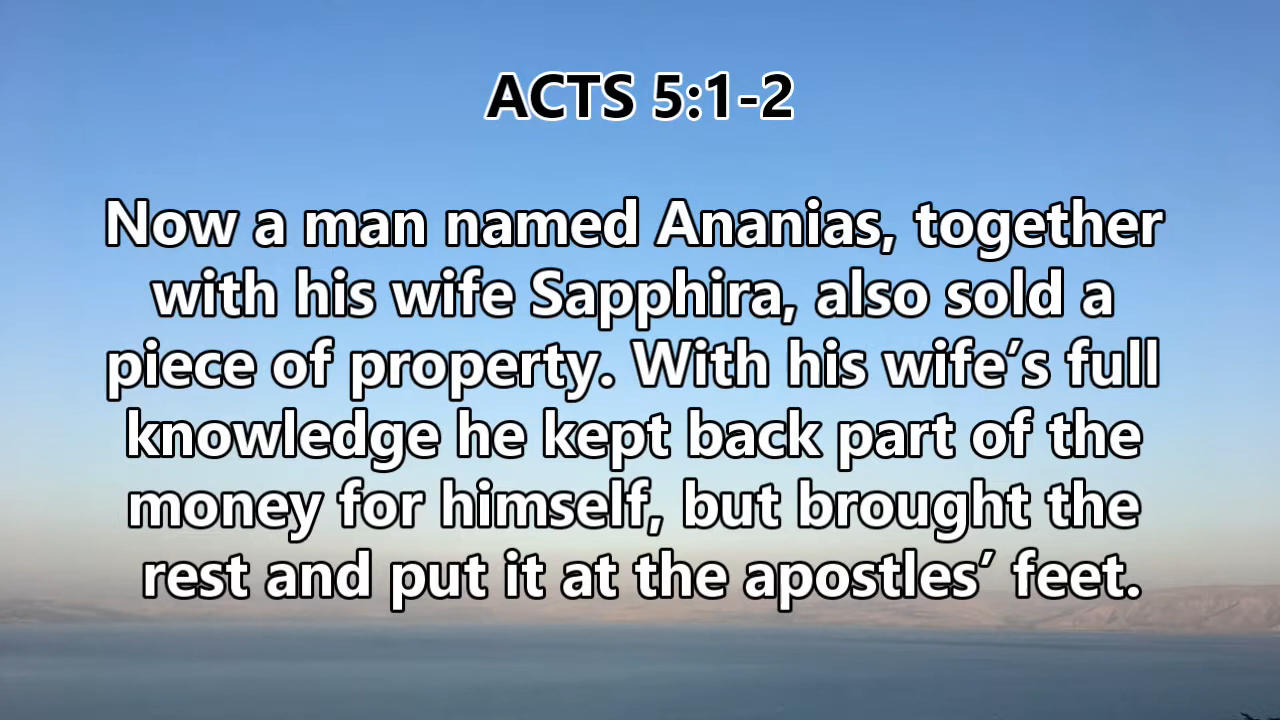 ACTS 5:1-2
Now a man named Ananias, together
with his wife Sapphira, also sold a
piece of property. With his wife’s full
knowledge he kept back part of the
money for himself, but brought the
rest and put it at the apostles’ feet.